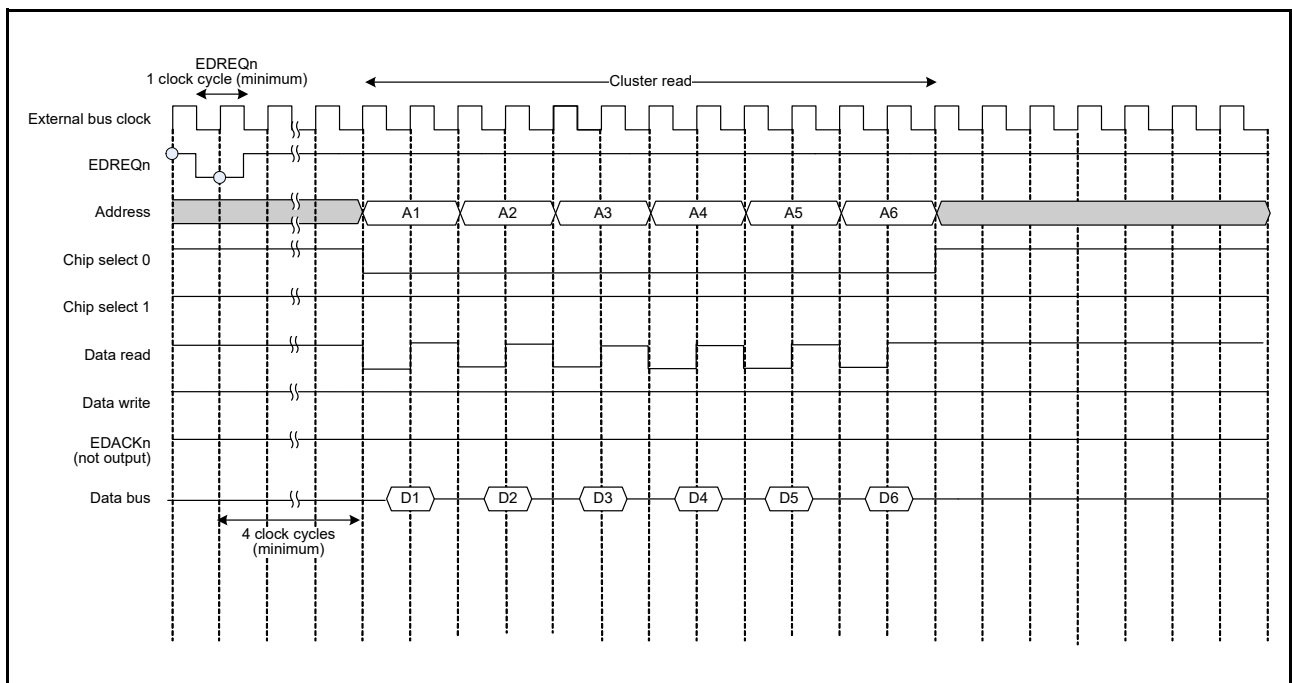 EDREQn
1 clock cycle (minimum)
Cluster read
External bus clock
EDREQn
Address
A1 A2 A3 A4 A5 A6
Chip select 0
Chip select 1
Data read
Data write
EDACKn
(not output)
Data bus
D1 D2 D3 D4 D5 D6
4 clock cycles
(minimum)